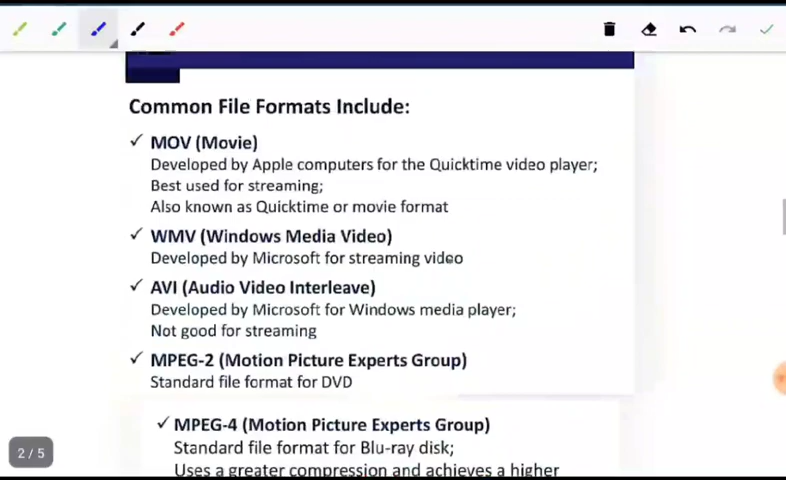 Common File Formats Include:
✓ MOV (Movie)
Developed by Apple computers for the Quicktime video player;
Best used for streaming;
Also known as Quicktime or movie format
✓ WMV (Windows Media Video)
Developed by Microsoft for streaming video
✓ AVI (Audio Video Interleave)
Developed by Microsoft for Windows media player;
Not good for streaming
✓ MPEG-2 (Motion Picture Experts Group)
Standard file format for DVD
✓ MPEG-4 (Motion Picture Experts Group)
Standard file format for Blu-ray disk;
Uses a greater compression and achieves a higher
2 / 5